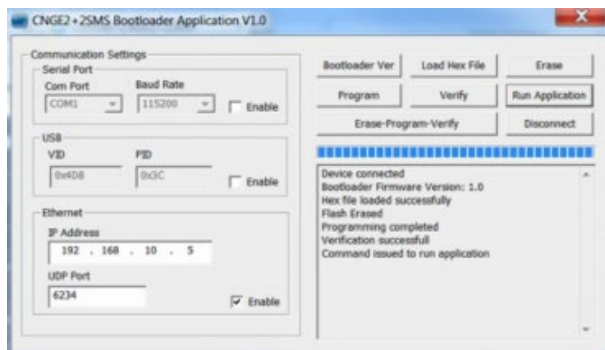 CNGE2+2SMS Bootloader Application V1.0
Communication Settings
Serial Port
Com Port
Baud Rate
COM1
115200
Enable
USB
VID
PID
0x4D8
0x3C
Enable
Ethernet
IP Address
192 . 168 . 10 . 5
UDP Port
6234
Enable
Bootloader Ver
Load Hex File
Erase
Program
Verify
Run Application
Erase-Program-Verify
Disconnect
Device connected
Bootloader Firmware Version: 1.0
Hex file loaded successfully
Flash Erased
Programming completed
Verification successfull
Command issued to run application